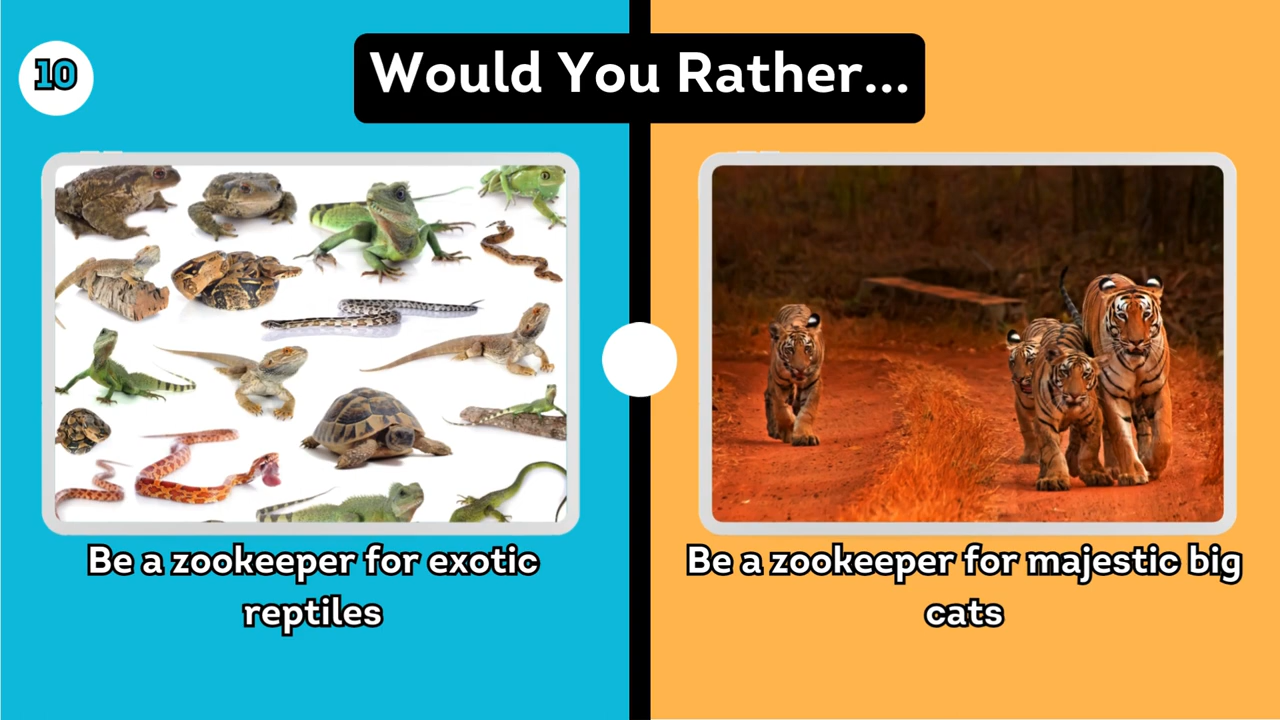 10
Would You Rather...
Be a zookeeper for exotic
reptiles
Be a zookeeper for majestic big
cats